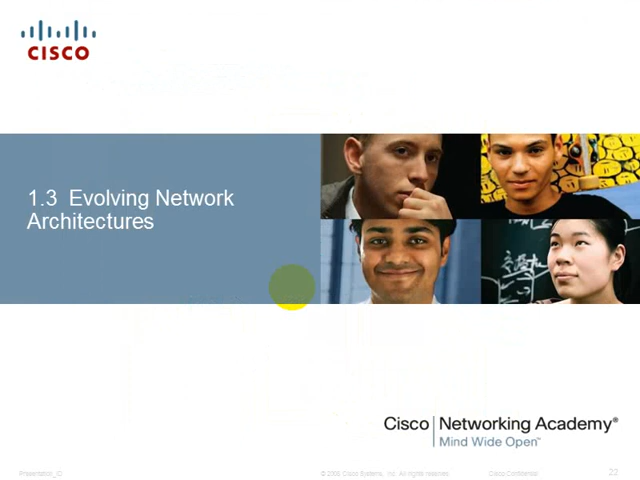 CISCO
1.3 Evolving Network
Architectures
Cisco Networking Academy®
Mind Wide Open™
Presentation_ID
© 2008 Cisco Systems, Inc. All rights reserved.
Cisco Confidential
22